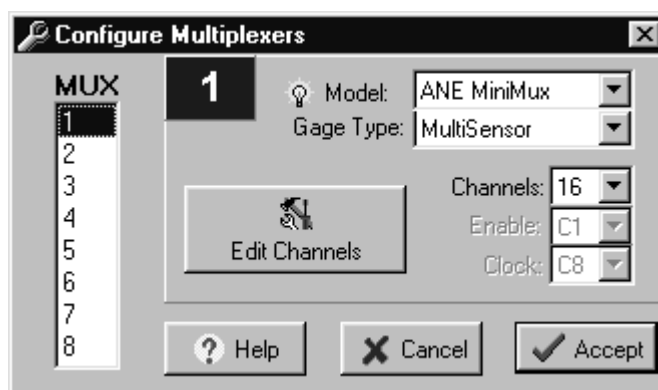 Configure Multiplexers
MUX
1
2
3
4
5
6
7
8
1
Model: ANE MiniMux
Gage Type: MultiSensor
Channels: 16
Enable: C1
Clock: C8
Edit Channels
? Help
Cancel
Accept